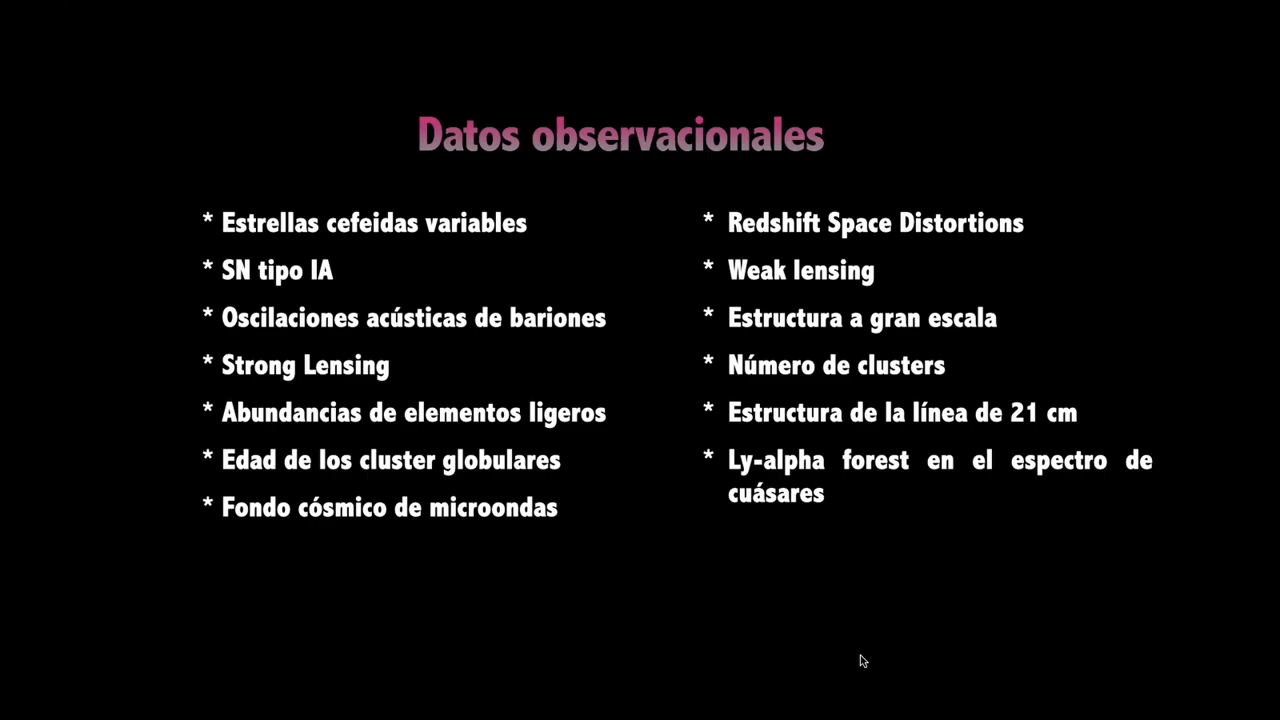 Datos observacionales
* Estrellas cefeidas variables
* SN tipo IA
* Oscilaciones acústicas de bariones
* Strong Lensing
* Abundancias de elementos ligeros
* Edad de los cluster globulares
* Fondo cósmico de microondas
* Redshift Space Distortions
* Weak lensing
* Estructura a gran escala
* Número de clusters
* Estructura de la línea de 21 cm
* Ly-alpha forest en el espectro de
cuásares